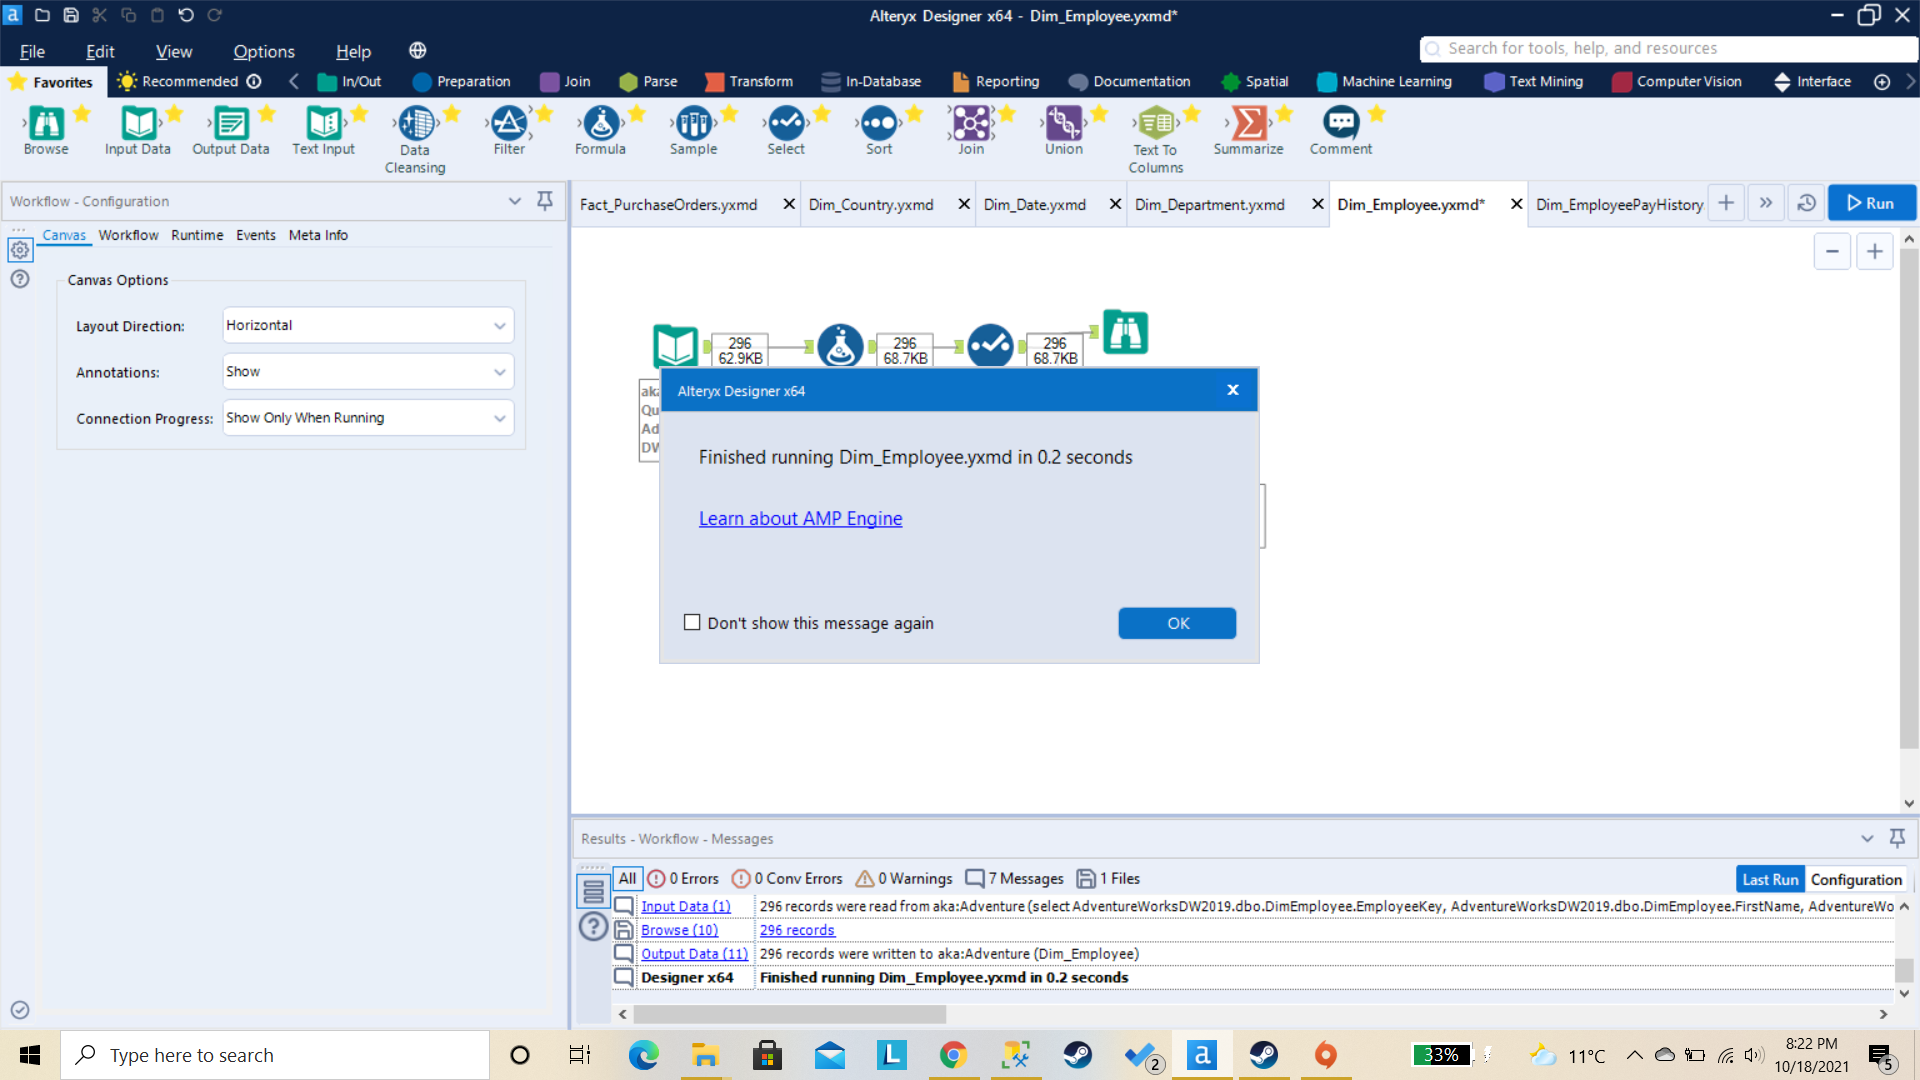 Alteryx Designer x64 - Dim_Employee.yxmd*
File Edit View Options Help
Search for tools, help, and resources
Favorites Recommended In/Out Preparation Join Parse Transform In-Database Reporting Documentation Spatial Machine Learning Text Mining Computer Vision Interface
Browse Input Data Output Data Text Input Data Cleansing Filter Formula Sample Select Sort Join Union Text To Columns Summarize Comment
Workflow - Configuration
Fact_PurchaseOrders.yxmd Dim_Country.yxmd Dim_Date.yxmd Dim_Department.yxmd Dim_Employee.yxmd* Dim_EmployeePayHistory
Run
Canvas Workflow Runtime Events Meta Info
Canvas Options
Layout Direction: Horizontal
Annotations: Show
Connection Progress: Show Only When Running
296 296 296
62.9KB 68.7KB 68.7KB
aka
Qu
Ad
DW
Alteryx Designer x64
Finished running Dim_Employee.yxmd in 0.2 seconds
Learn about AMP Engine
Don't show this message again
OK
Results - Workflow - Messages
All 0 Errors 0 Conv Errors 0 Warnings 7 Messages 1 Files
Last Run Configuration
Input Data (1) 296 records were read from aka:Adventure (select AdventureWorksDW2019.dbo.DimEmployee.EmployeeKey, AdventureWorksDW2019.dbo.DimEmployee.FirstName, AdventureWo
Browse (10) 296 records
Output Data (11) 296 records were written to aka:Adventure (Dim_Employee)
Designer x64 Finished running Dim_Employee.yxmd in 0.2 seconds
Type here to search
2
33%
11°C
8:22 PM
10/18/2021
5